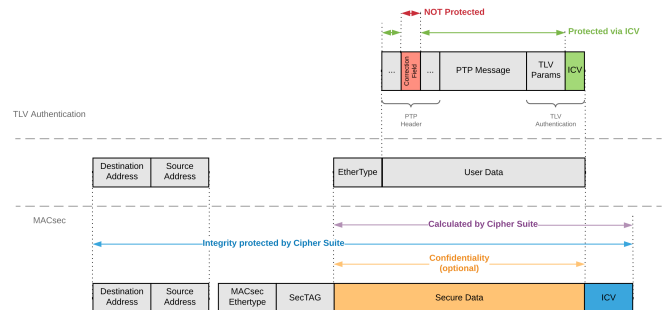 NOT Protected
Protected via ICV
...
Correction
Field
...
PTP Message
TLV
Params
ICV
PTP
Header
TLV
Authentication
TLV Authentication
Destination
Address
Source
Address
EtherType
User Data
MACsec
Calculated by Cipher Suite
Integrity protected by Cipher Suite
Confidentiality
(optional)
Destination
Address
Source
Address
MACsec
Ethertype
SecTAG
Secure Data
ICV